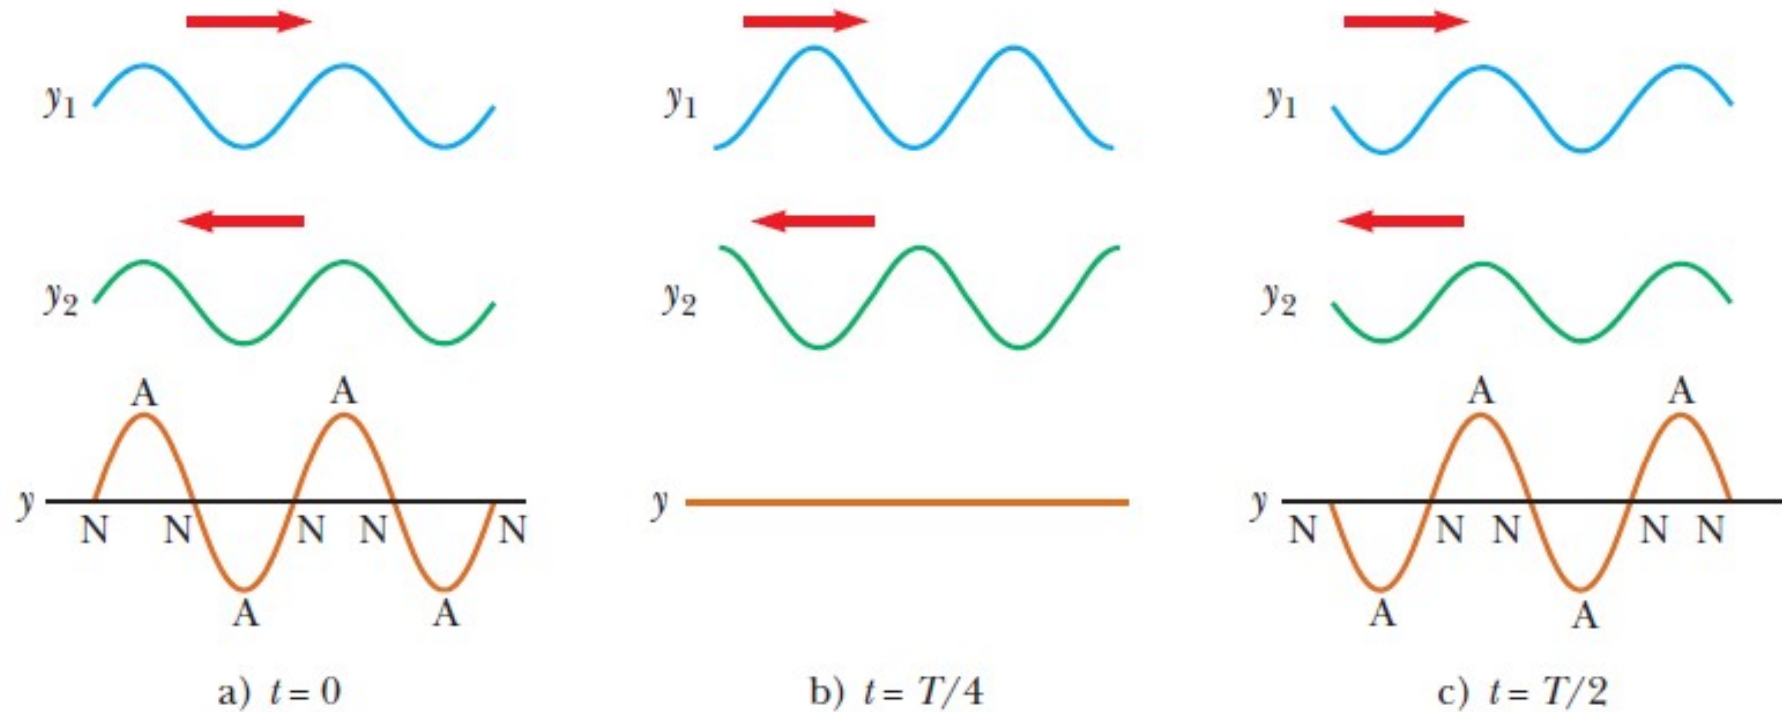 y1 y1 y1
y2 y2 y2
A A A A
y y y
N N N N N N N N N N
A A A A
a) t = 0 b) t = T/4 c) t = T/2